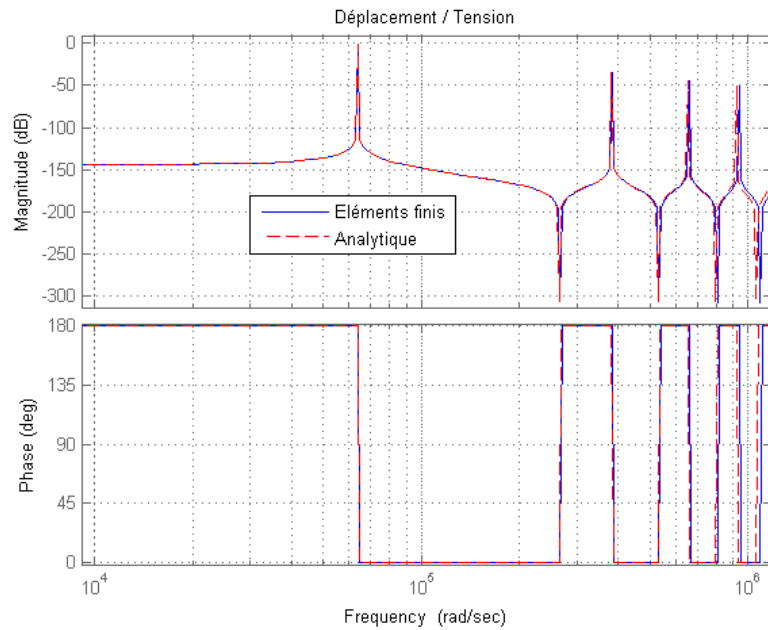 Déplacement / Tension
Magnitude (dB)
0
-50
-100
-150
-200
-250
-300
Eléments finis
Analytique
Phase (deg)
180
135
90
45
0
10^4
10^5
10^6
Frequency (rad/sec)